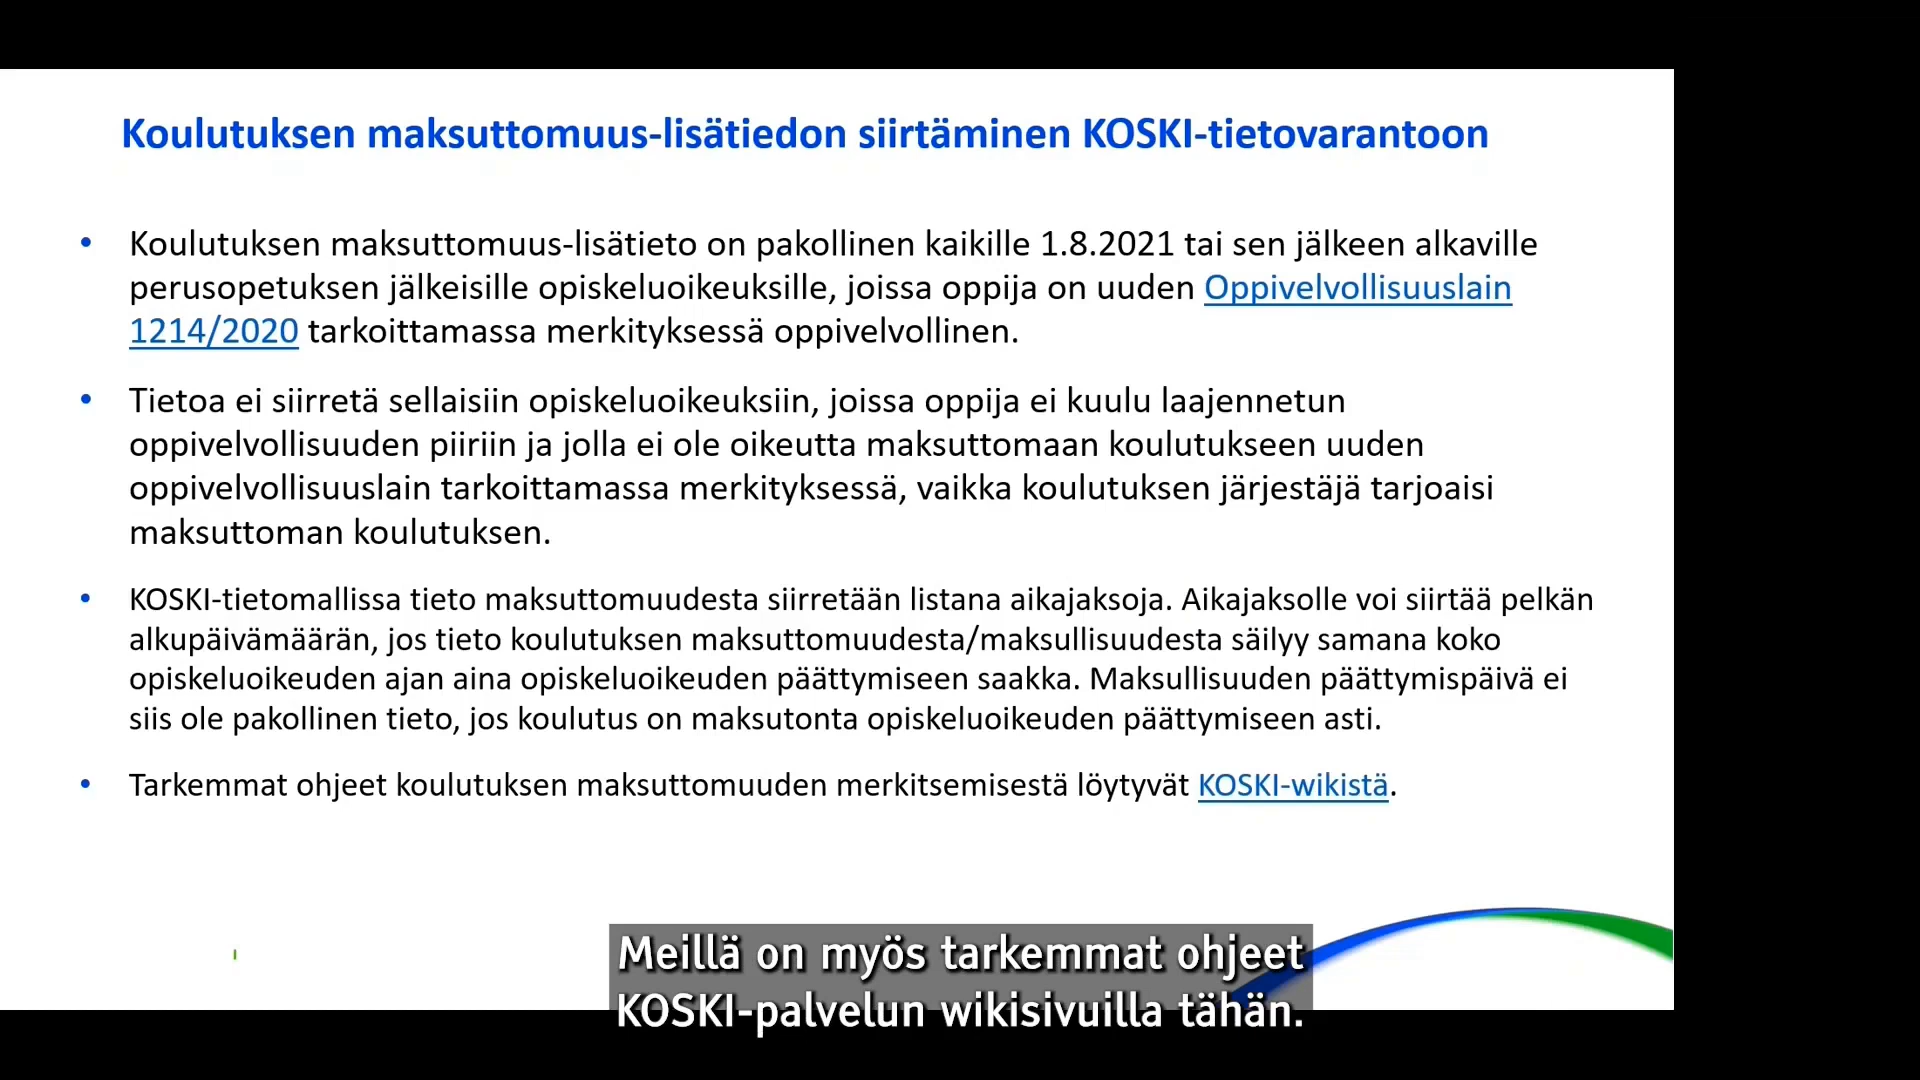 Koulutuksen maksuttomuus-lisätiedon siirtäminen KOSKI-tietovarantoon
• Koulutuksen maksuttomuus-lisätieto on pakollinen kaikille 1.8.2021 tai sen jälkeen alkaville
perusopetuksen jälkeisille opiskeluoikeuksille, joissa oppija on uuden Oppivelvollisuuslain
1214/2020 tarkoittamassa merkityksessä oppivelvollinen.
• Tietoa ei siirretä sellaisiin opiskeluoikeuksiin, joissa oppija ei kuulu laajennetun
oppivelvollisuuden piiriin ja jolla ei ole oikeutta maksuttomaan koulutukseen uuden
oppivelvollisuuslain tarkoittamassa merkityksessä, vaikka koulutuksen järjestäjä tarjoaisi
maksuttoman koulutuksen.
• KOSKI-tietomallissa tieto maksuttomuudesta siirretään listana aikajaksoja. Aikajaksolle voi siirtää pelkän
alkupäivämäärän, jos tieto koulutuksen maksuttomuudesta/maksullisuudesta säilyy samana koko
opiskeluoikeuden ajan aina opiskeluoikeuden päättymiseen saakka. Maksullisuuden päättymispäivä ei
siis ole pakollinen tieto, jos koulutus on maksutonta opiskeluoikeuden päättymiseen asti.
• Tarkemmat ohjeet koulutuksen maksuttomuuden merkitsemisestä löytyvät KOSKI-wikistä.
Meillä on myös tarkemmat ohjeet
KOSKI-palvelun wikisivuilla tähän.